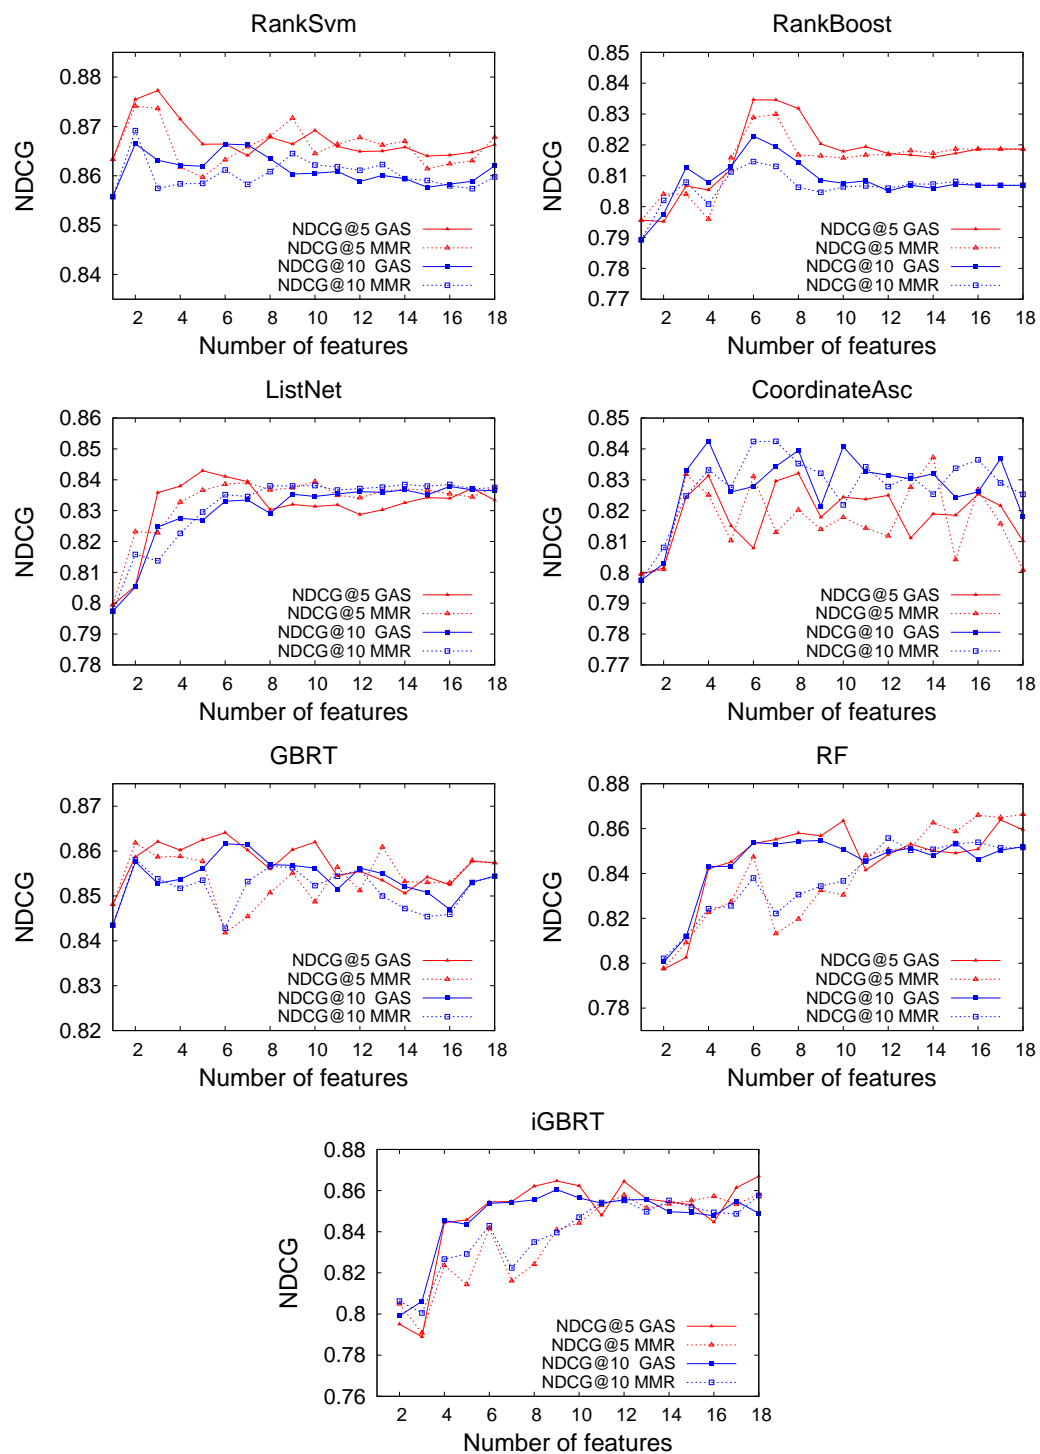 RankSvm
NDCG
0.88
0.87
0.86
0.85
0.84
NDCG@5 GAS
NDCG@5 MMR
NDCG@10 GAS
NDCG@10 MMR
2 4 6 8 10 12 14 16 18
Number of features
RankBoost
NDCG
0.85
0.84
0.83
0.82
0.81
0.8
0.79
0.78
0.77
NDCG@5 GAS
NDCG@5 MMR
NDCG@10 GAS
NDCG@10 MMR
2 4 6 8 10 12 14 16 18
Number of features
ListNet
NDCG
0.86
0.85
0.84
0.83
0.82
0.81
0.8
0.79
0.78
NDCG@5 GAS
NDCG@5 MMR
NDCG@10 GAS
NDCG@10 MMR
2 4 6 8 10 12 14 16 18
Number of features
CoordinateAsc
NDCG
0.85
0.84
0.83
0.82
0.81
0.8
0.79
0.78
0.77
NDCG@5 GAS
NDCG@5 MMR
NDCG@10 GAS
NDCG@10 MMR
2 4 6 8 10 12 14 16 18
Number of features
GBRT
NDCG
0.87
0.86
0.85
0.84
0.83
0.82
NDCG@5 GAS
NDCG@5 MMR
NDCG@10 GAS
NDCG@10 MMR
2 4 6 8 10 12 14 16 18
Number of features
RF
NDCG
0.88
0.86
0.84
0.82
0.8
0.78
NDCG@5 GAS
NDCG@5 MMR
NDCG@10 GAS
NDCG@10 MMR
2 4 6 8 10 12 14 16 18
Number of features
iGBRT
NDCG
0.88
0.86
0.84
0.82
0.8
0.78
0.76
NDCG@5 GAS
NDCG@5 MMR
NDCG@10 GAS
NDCG@10 MMR
2 4 6 8 10 12 14 16 18
Number of features